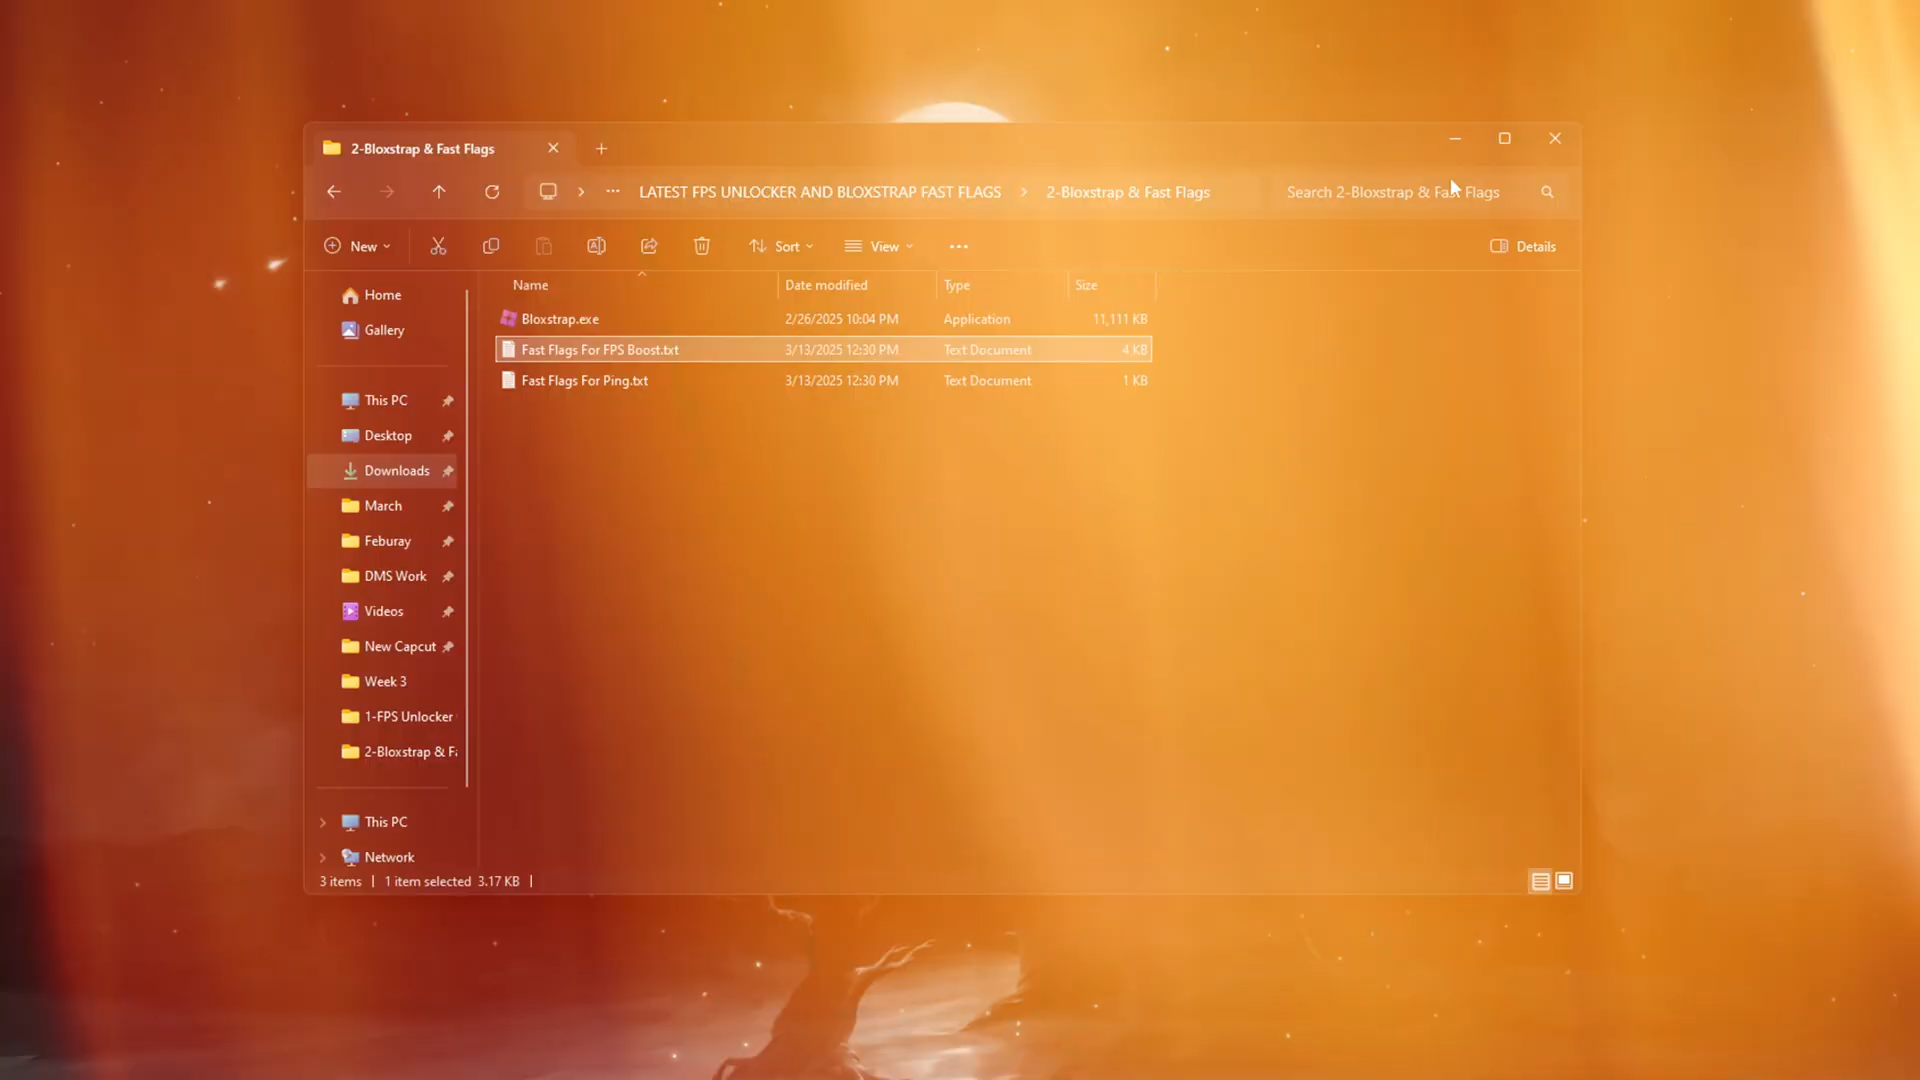 2-Bloxstrap & Fast Flags
LATEST FPS UNLOCKER AND BLOXSTRAP FAST FLAGS > 2-Bloxstrap & Fast Flags
Search 2-Bloxstrap & Fast Flags
New
Sort
View
Details
Name Date modified Type Size
Bloxstrap.exe 2/26/2025 10:04 PM Application 11,111 KB
Fast Flags For FPS Boost.txt 3/13/2025 12:30 PM Text Document 4 KB
Fast Flags For Ping.txt 3/13/2025 12:30 PM Text Document 1 KB
Home
Gallery
This PC
Desktop
Downloads
March
Feburay
DMS Work
Videos
New Capcut
Week 3
1-FPS Unlocker
2-Bloxstrap & Fa
This PC
Network
3 items | 1 item selected 3.17 KB |